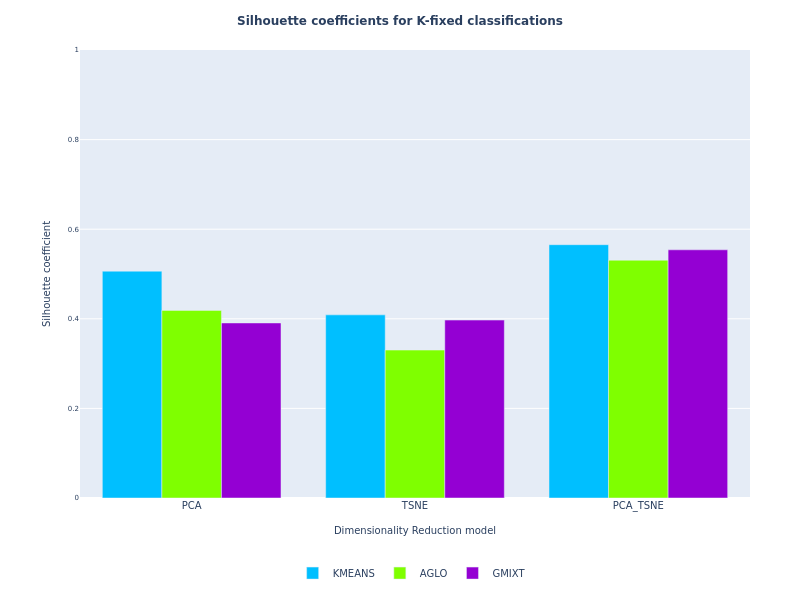 Silhouette coefficients for K-fixed classifications
1
0.8
0.6
0.4
0.2
0
Silhouette coefficient
PCA TSNE PCA_TSNE
Dimensionality Reduction model
KMEANS AGLO GMIXT